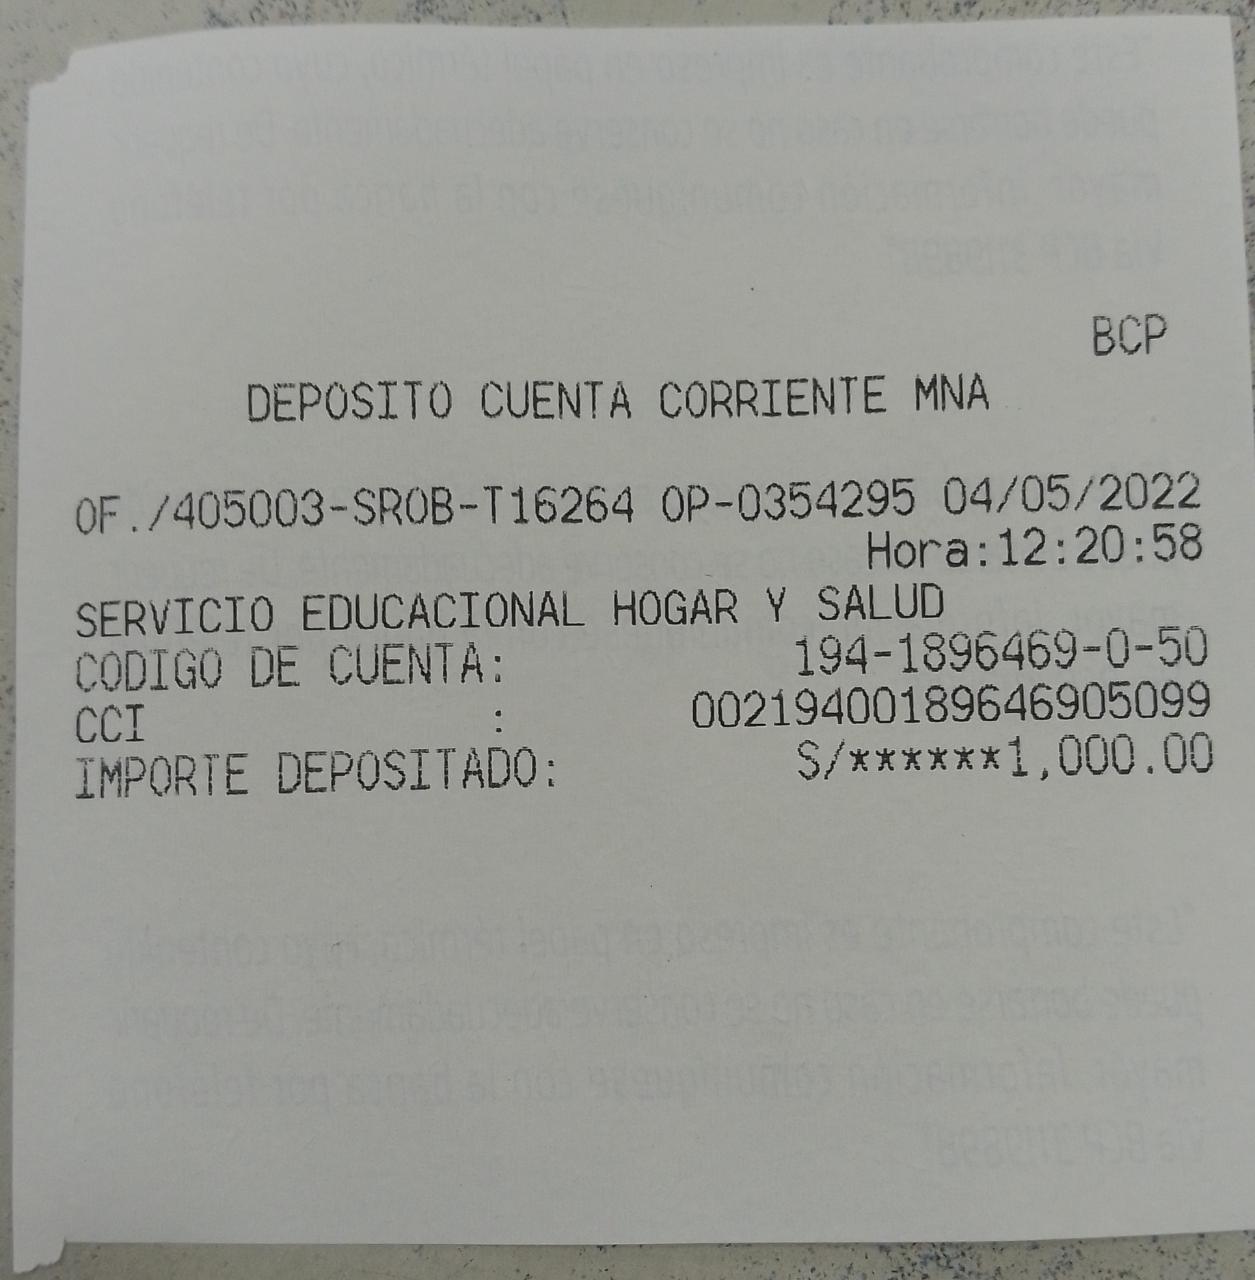 BCP
DEPOSITO CUENTA CORRIENTE MNA
OF./405003-SROB-T16264 OP-0354295 04/05/2022
Hora:12:20:58
SERVICIO EDUCACIONAL HOGAR Y SALUD
CODIGO DE CUENTA: 194-1896469-0-50
CCI : 00219400189646905099
IMPORTE DEPOSITADO: S/******1,000.00